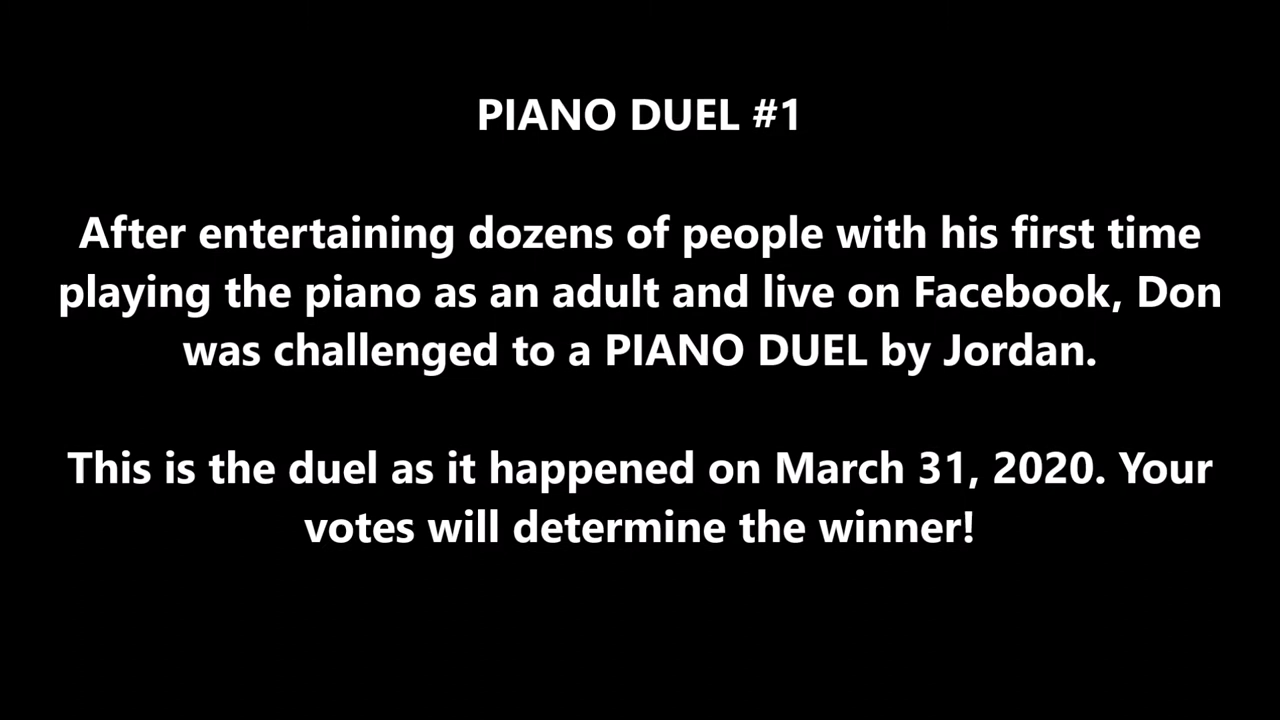 PIANO DUEL #1
After entertaining dozens of people with his first time
playing the piano as an adult and live on Facebook, Don
was challenged to a PIANO DUEL by Jordan.
This is the duel as it happened on March 31, 2020. Your
votes will determine the winner!